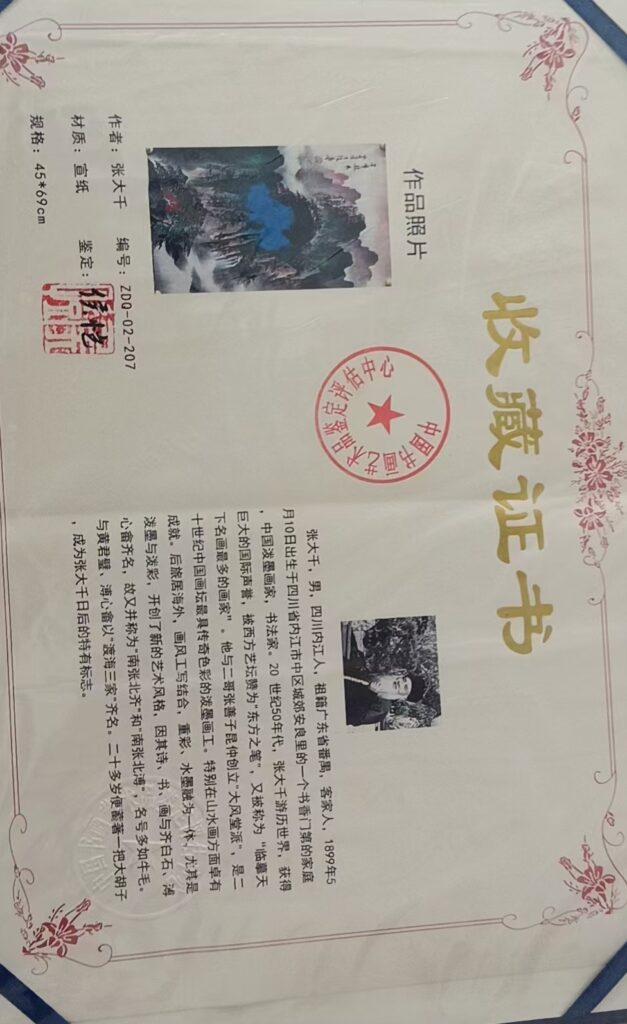 收藏证书
作品照片
作者：张大千 编号：ZDQ-02-207
材质：宣纸 鉴定：
规格：45*69cm
中国书画艺术品鉴定评估中心
张大千，男，四川内江人，祖籍广东省番禺，客家人，1899年5
月10日出生于四川省内江市中区城郊安良里的一个书香门第的家庭
，中国泼墨画家，书法家。20 世纪50年代，张大千游历世界，获得
巨大的国际声誉，被西方艺坛赞为"东方之笔"，又被称为 "临摹天
下名画最多的画家" 。他与二哥张善子昆仲创立"大风堂派"，是二
十世纪中国画坛最具传奇色彩的泼墨画工。特别在山水画方面卓有
成就。后旅居海外，画风工写结合，重彩、水墨融为一体，尤其是
泼墨与泼彩，开创了新的艺术风格，因其诗、书、画与齐白石、溥
心畲齐名，故又并称为"南张北齐"和"南张北溥"，名号多如牛毛。
与黄君璧、溥心畲以"渡海三家"齐名。二十多岁便蓄著一把大胡子
，成为张大千日后的特有标志。